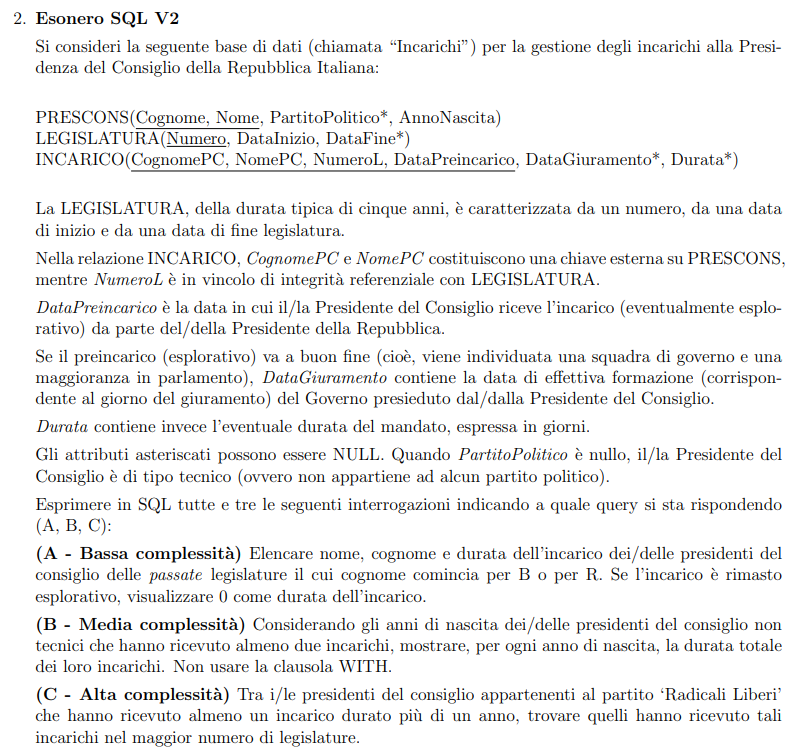 2. Esonero SQL V2
Si consideri la seguente base di dati (chiamata “Incarichi”) per la gestione degli incarichi alla Presi-
denza del Consiglio della Repubblica Italiana:
PRESCONS(Cognome, Nome, PartitoPolitico*, AnnoNascita)
LEGISLATURA(Numero, DataInizio, DataFine*)
INCARICO(CognomePC, NomePC, NumeroL, DataPreincarico, DataGiuramento*, Durata*)
La LEGISLATURA, della durata tipica di cinque anni, è caratterizzata da un numero, da una data
di inizio e da una data di fine legislatura.
Nella relazione INCARICO, CognomePC e NomePC costituiscono una chiave esterna su PRESCONS,
mentre NumeroL è in vincolo di integrità referenziale con LEGISLATURA.
DataPreincarico è la data in cui il/la Presidente del Consiglio riceve l’incarico (eventualmente esplo-
rativo) da parte del/della Presidente della Repubblica.
Se il preincarico (esplorativo) va a buon fine (cioè, viene individuata una squadra di governo e una
maggioranza in parlamento), DataGiuramento contiene la data di effettiva formazione (corrispon-
dente al giorno del giuramento) del Governo presieduto dal/dalla Presidente del Consiglio.
Durata contiene invece l’eventuale durata del mandato, espressa in giorni.
Gli attributi asteriscati possono essere NULL. Quando PartitoPolitico è nullo, il/la Presidente del
Consiglio è di tipo tecnico (ovvero non appartiene ad alcun partito politico).
Esprimere in SQL tutte e tre le seguenti interrogazioni indicando a quale query si sta rispondendo
(A, B, C):
(A - Bassa complessità) Elencare nome, cognome e durata dell’incarico dei/delle presidenti del
consiglio delle passate legislature il cui cognome comincia per B o per R. Se l’incarico è rimasto
esplorativo, visualizzare 0 come durata dell’incarico.
(B - Media complessità) Considerando gli anni di nascita dei/delle presidenti del consiglio non
tecnici che hanno ricevuto almeno due incarichi, mostrare, per ogni anno di nascita, la durata totale
dei loro incarichi. Non usare la clausola WITH.
(C - Alta complessità) Tra i/le presidenti del consiglio appartenenti al partito ‘Radicali Liberi’
che hanno ricevuto almeno un incarico durato più di un anno, trovare quelli hanno ricevuto tali
incarichi nel maggior numero di legislature.